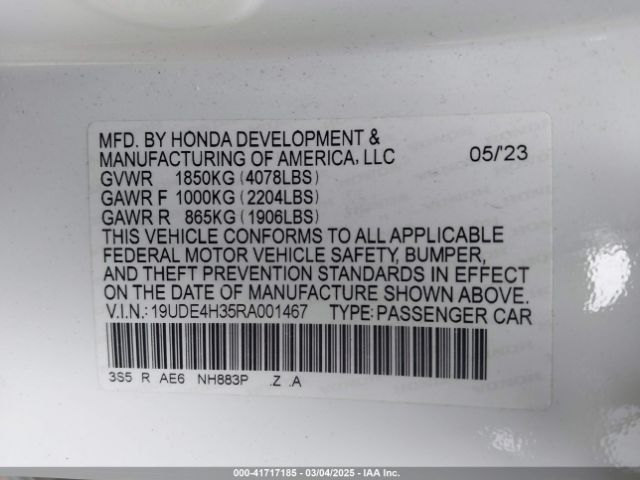 MFD. BY HONDA DEVELOPMENT &
MANUFACTURING OF AMERICA, LLC 05/'23
GVWR 1850KG (4078LBS)
GAWR F 1000KG (2204LBS)
GAWR R 865KG (1906LBS)
THIS VEHICLE CONFORMS TO ALL APPLICABLE
FEDERAL MOTOR VEHICLE SAFETY, BUMPER,
AND THEFT PREVENTION STANDARDS IN EFFECT
ON THE DATE OF MANUFACTURE SHOWN ABOVE.
V.I.N.: 19UDE4H35RA001467 TYPE: PASSENGER CAR
3S5 R AE6 NH883P .Z .A
000-41717185 - 03/04/2025 - IAA Inc.